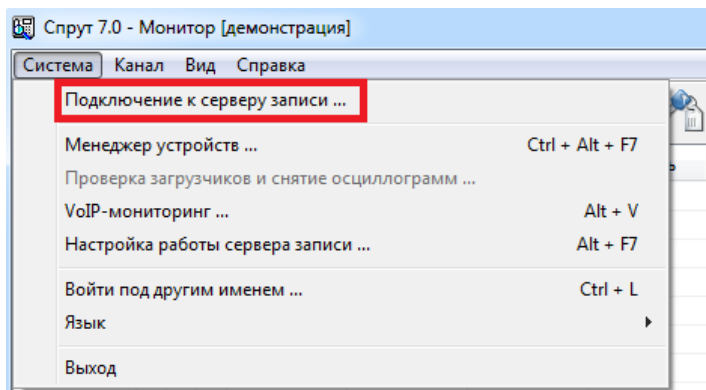 Спрут 7.0 - Монитор [демонстрация]
Система Канал Вид Справка
Подключение к серверу записи ...
Менеджер устройств ... Ctrl + Alt + F7
Проверка загрузчиков и снятие осциллограмм ...
VoIP-мониторинг ... Alt + V
Настройка работы сервера записи ... Alt + F7
Войти под другим именем ... Ctrl + L
Язык
Выход